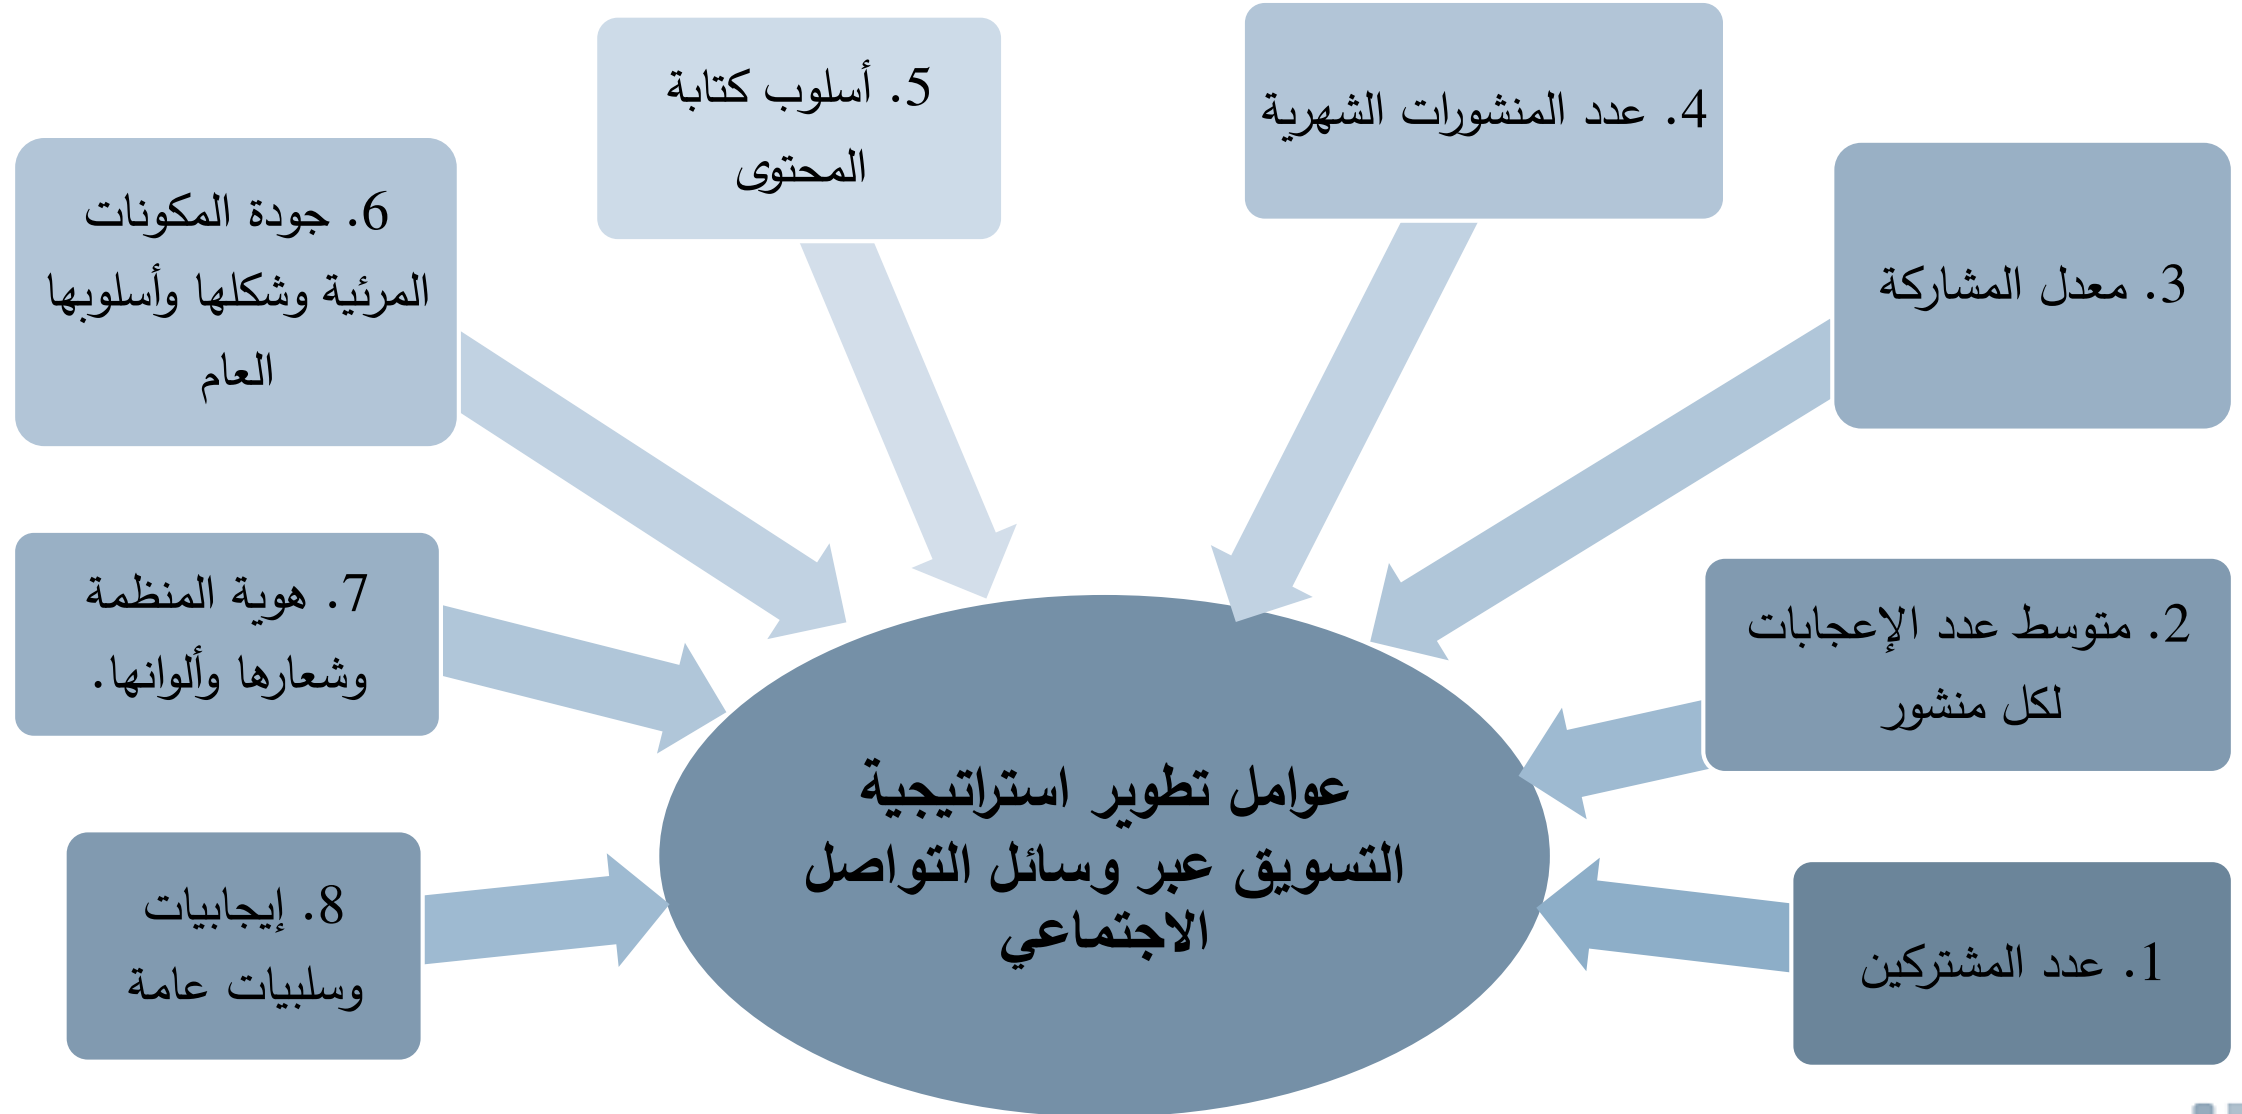 1. عدد المشتركين
2. متوسط عدد الإعجابات
لكل منشور
3. معدل المشاركة
4. عدد المنشورات الشهرية
5. أسلوب كتابة
المحتوى
6. جودة المكونات
المرئية وشكلها وأسلوبها
العام
7. هوية المنظمة
وشعارها وألوانها.
8. إيجابيات
وسلبيات عامة
عوامل تطوير استراتيجية
التسويق عبر وسائل التواصل
الاجتماعي